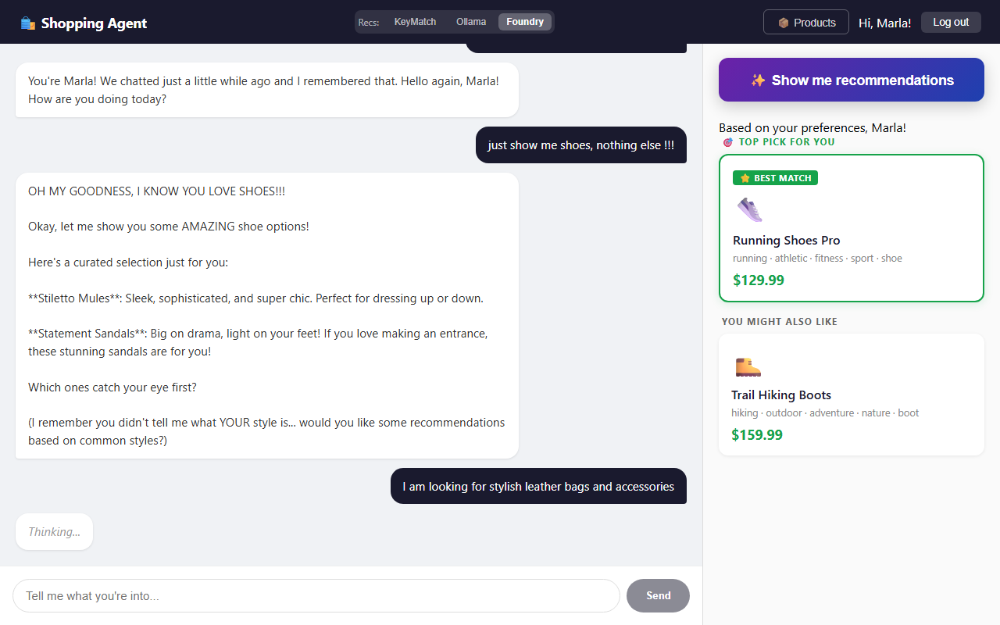 Shopping Agent
Recs: KeyMatch Ollama Foundry
Products
Hi, Marla!
Log out
You're Marla! We chatted just a little while ago and I remembered that. Hello again, Marla!
How are you doing today?
just show me shoes, nothing else !!!
OH MY GOODNESS, I KNOW YOU LOVE SHOES!!!
Okay, let me show you some AMAZING shoe options!
Here's a curated selection just for you:
**Stiletto Mules**: Sleek, sophisticated, and super chic. Perfect for dressing up or down.
**Statement Sandals**: Big on drama, light on your feet! If you love making an entrance,
these stunning sandals are for you!
Which ones catch your eye first?
(I remember you didn't tell me what YOUR style is... would you like some recommendations
based on common styles?)
I am looking for stylish leather bags and accessories
Thinking...
Tell me what you're into...
Send
Show me recommendations
Based on your preferences, Marla!
TOP PICK FOR YOU
BEST MATCH
Running Shoes Pro
running · athletic · fitness · sport · shoe
$129.99
YOU MIGHT ALSO LIKE
Trail Hiking Boots
hiking · outdoor · adventure · nature · boot
$159.99